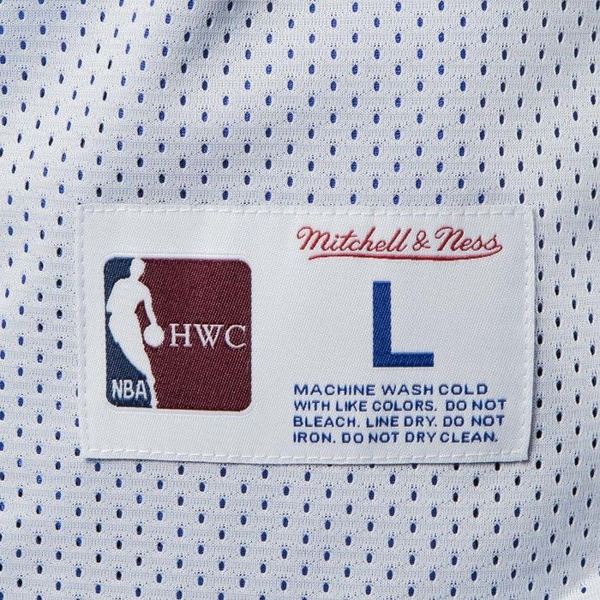 Mitchell & Ness
HWC
NBA
L
MACHINE WASH COLD
WITH LIKE COLORS. DO NOT
BLEACH. LINE DRY. DO NOT
IRON. DO NOT DRY CLEAN.